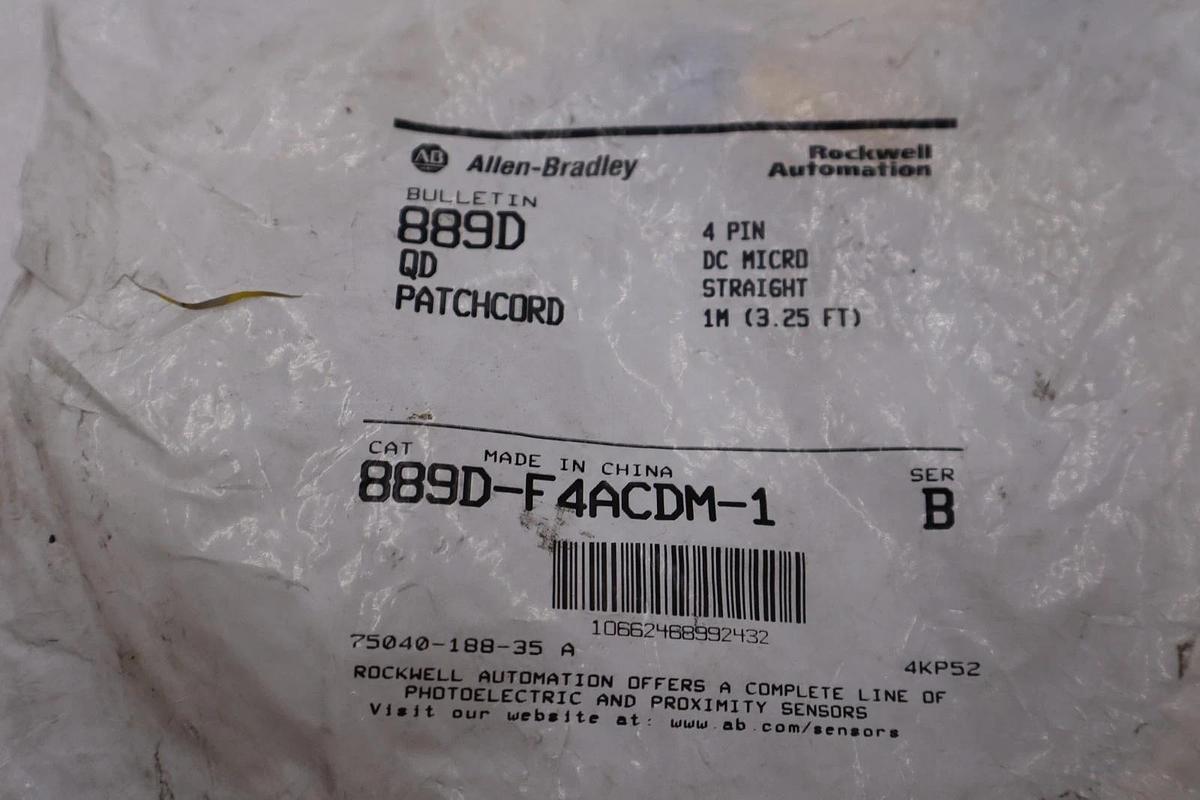 AB Allen-Bradley
Rockwell
Automation
BULLETIN
889D
QD
PATCHCORD
4 PIN
DC MICRO
STRAIGHT
1M (3.25 FT)
CAT MADE IN CHINA
889D-F4ACDM-1
SER
B
10662468992432
75040-188-35 A
4KP52
ROCKWELL AUTOMATION OFFERS A COMPLETE LINE OF
PHOTOELECTRIC AND PROXIMITY SENSORS
Visit our website at: www.ab.com/sensors